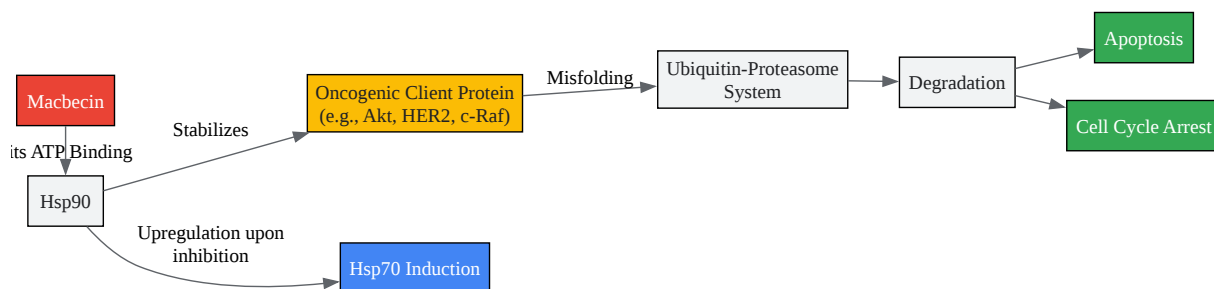 Macbecin
its ATP Binding
Hsp90
Stabilizes
Upregulation upon
inhibition
Oncogenic Client Protein
(e.g., Akt, HER2, c-Raf)
Hsp70 Induction
Misfolding
Ubiquitin-Proteasome
System
Degradation
Apoptosis
Cell Cycle Arrest